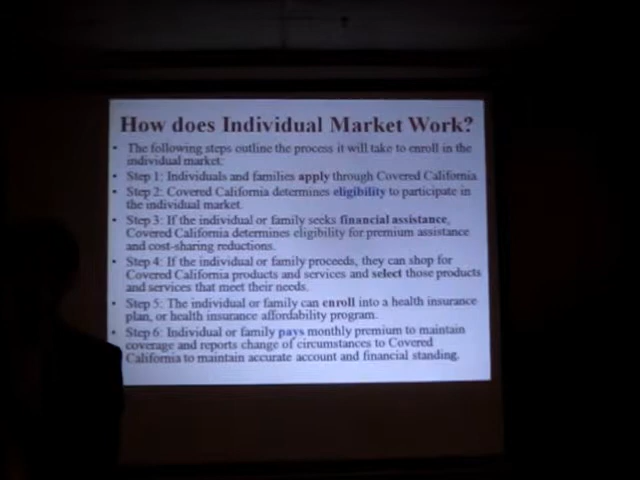 How does Individual Market Work?
• The following steps outline the process it will take to enroll in the
individual market:
• Step 1: Individuals and families apply through Covered California.
• Step 2: Covered California determines eligibility to participate in
the individual market.
• Step 3: If the individual or family seeks financial assistance,
Covered California determines eligibility for premium assistance
and cost-sharing reductions.
• Step 4: If the individual or family proceeds, they can shop for
Covered California products and services and select those products
and services that meet their needs.
• Step 5: The individual or family can enroll into a health insurance
plan, or health insurance affordability program.
• Step 6: Individual or family pays monthly premium to maintain
coverage and reports change of circumstances to Covered
California to maintain accurate account and financial standing.